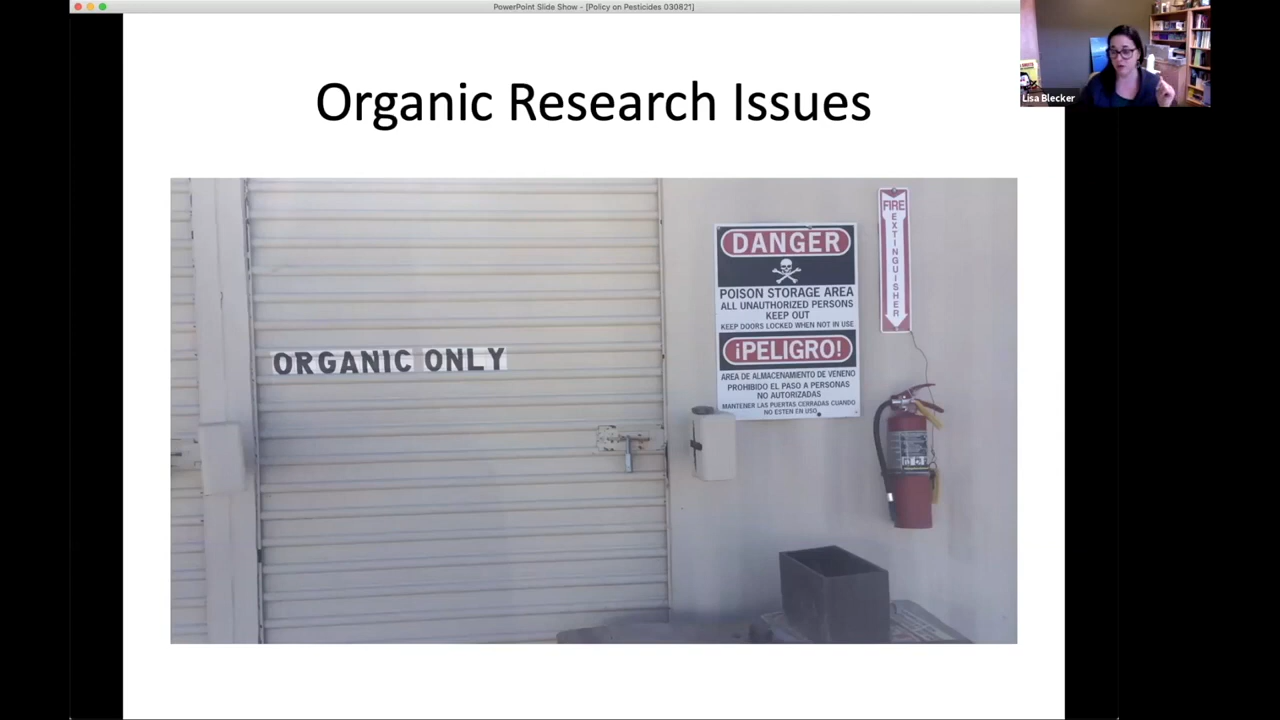 PowerPoint Slide Show - [Policy on Pesticides 030821]
Lisa Blecker
Organic Research Issues
ORGANIC ONLY
DANGER
POISON STORAGE AREA
ALL UNAUTHORIZED PERSONS
KEEP OUT
KEEP DOORS LOCKED WHEN NOT IN USE
¡PELIGRO!
AREA DE ALMACENAMIENTO DE VENENO
PROHIBIDO EL PASO A PERSONAS
NO AUTORIZADAS
MANTENER LAS PUERTAS CERRADAS CUANDO
NO ESTEN EN USO
FIRE
EXTINGUISHER